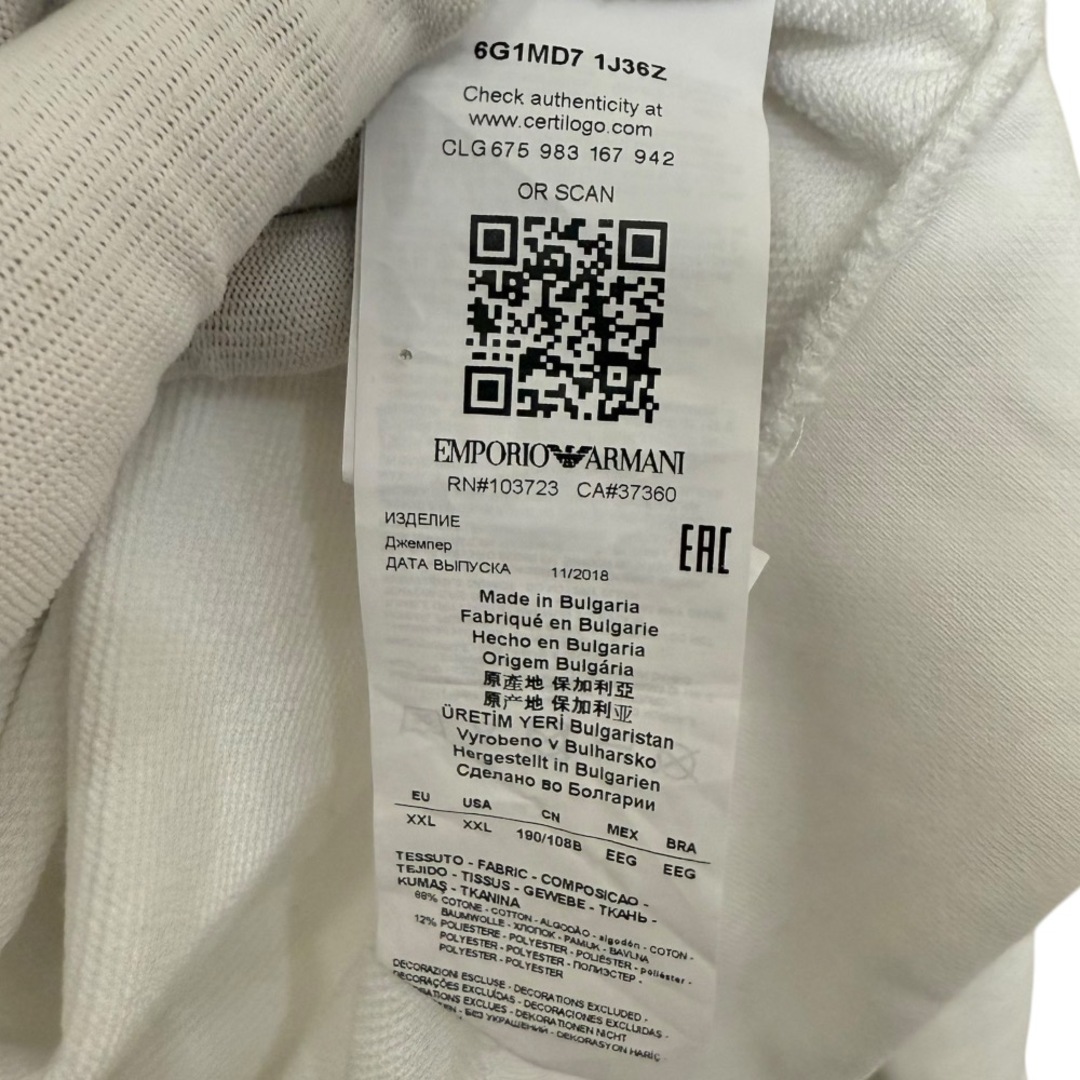 6G1MD7 1J36Z
Check authenticity at
www.certilogo.com
CLG 675 983 167 942
OR SCAN
EMPORIO ARMANI
RN#103723 CA#37360
ИЗДЕЛИЕ
Джемпер
ДАТА ВЫПУСКА 11/2018
EAC
Made in Bulgaria
Fabriqué en Bulgarie
Hecho en Bulgaria
Origem Bulgária
原產地 保加利亞
原产地 保加利亚
ÜRETİM YERİ Bulgaristan
Vyrobeno v Bulharsko
Hergestellt in Bulgarien
Сделано во Болгарии
EU USA CN MEX BRA
XXL XXL 190/108B EEG EEG
TESSUTO - FABRIC - COMPOSICAO -
TEJIDO - TISSUS - GEWEBE - ТКАНЬ -
KUMAŞ - TKANINA
88% COTONE - COTTON - ALGODÃO - algodón - COTON -
BAUMWOLLE - ХЛОПОК - PAMUK - BAVLNA
12% POLIESTERE - POLYESTER - POLIÉSTER - poliéster -
POLYESTER - POLYESTER - ПОЛИЭСТЕР -
POLYESTER - POLYESTER
DECORAZIONI ESCLUSE - DECORATIONS EXCLUDED -
DECORAÇÕES EXCLUÍDAS - DECORACIONES EXCLUIDAS -
EXCLUES - DEKORATIONEN NICHT
- БЕЗ УКРАШЕНИЙ - DEKORASYON HARİÇ -